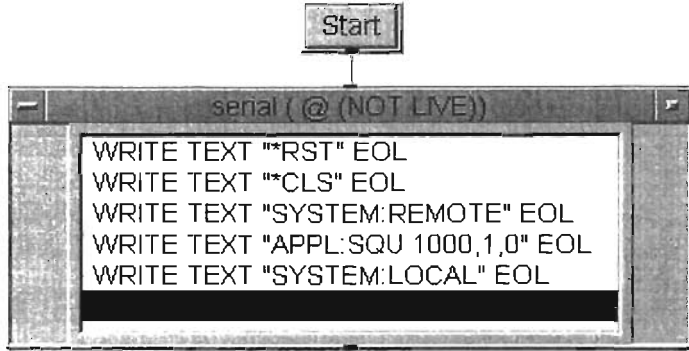 Start
serial ( @ (NOT LIVE))
WRITE TEXT "*RST" EOL
WRITE TEXT "*CLS" EOL
WRITE TEXT "SYSTEM:REMOTE" EOL
WRITE TEXT "APPL:SQU 1000,1,0" EOL
WRITE TEXT "SYSTEM:LOCAL" EOL